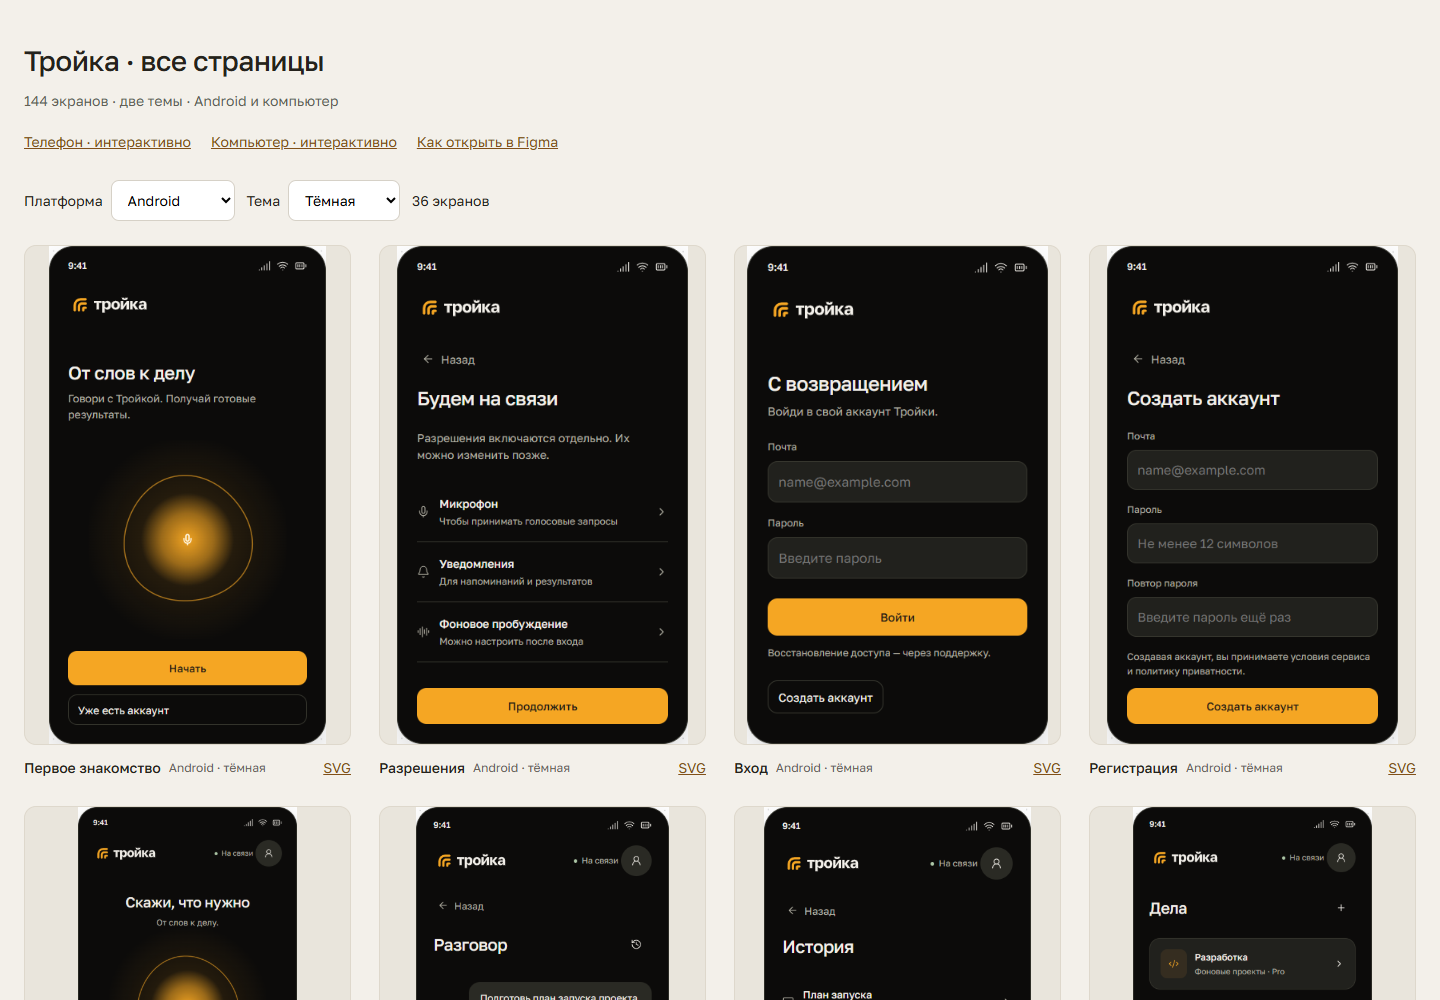 Тройка · все страницы
144 экранов · две темы · Android и компьютер
Телефон · интерактивно Компьютер · интерактивно Как открыть в Figma
Платформа Android Тема Тёмная 36 экранов
9:41
тройка
От слов к делу
Говори с Тройкой. Получай готовые
результаты.
Начать
Уже есть аккаунт
Первое знакомство Android · тёмная SVG
9:41
тройка
Назад
Будем на связи
Разрешения включаются отдельно. Их
можно изменить позже.
Микрофон
Чтобы принимать голосовые запросы
Уведомления
Для напоминаний и результатов
Фоновое пробуждение
Можно настроить после входа
Продолжить
Разрешения Android · тёмная SVG
9:41
тройка
С возвращением
Войди в свой аккаунт Тройки.
Почта
name@example.com
Пароль
Введите пароль
Войти
Восстановление доступа — через поддержку.
Создать аккаунт
Вход Android · тёмная SVG
9:41
тройка
Назад
Создать аккаунт
Почта
name@example.com
Пароль
Не менее 12 символов
Повтор пароля
Введите пароль ещё раз
Создавая аккаунт, вы принимаете условия сервиса
и политику приватности.
Создать аккаунт
Регистрация Android · тёмная SVG
9:41
тройка
На связи
Скажи, что нужно
От слов к делу.
9:41
тройка
На связи
Назад
Разговор
Подготовь план запуска проекта
9:41
тройка
На связи
Назад
История
План запуска
9:41
тройка
На связи
Дела
Разработка
Фоновые проекты · Pro